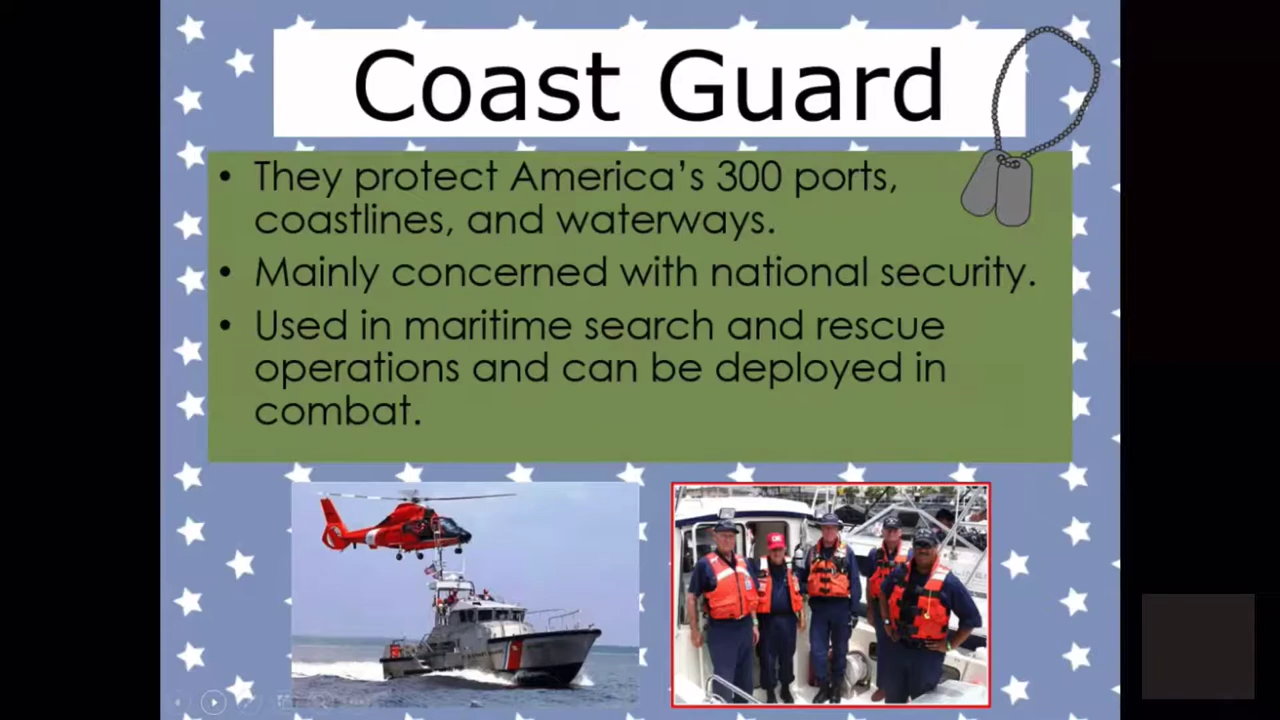 Coast Guard
• They protect America’s 300 ports,
coastlines, and waterways.
• Mainly concerned with national security.
• Used in maritime search and rescue
operations and can be deployed in
combat.